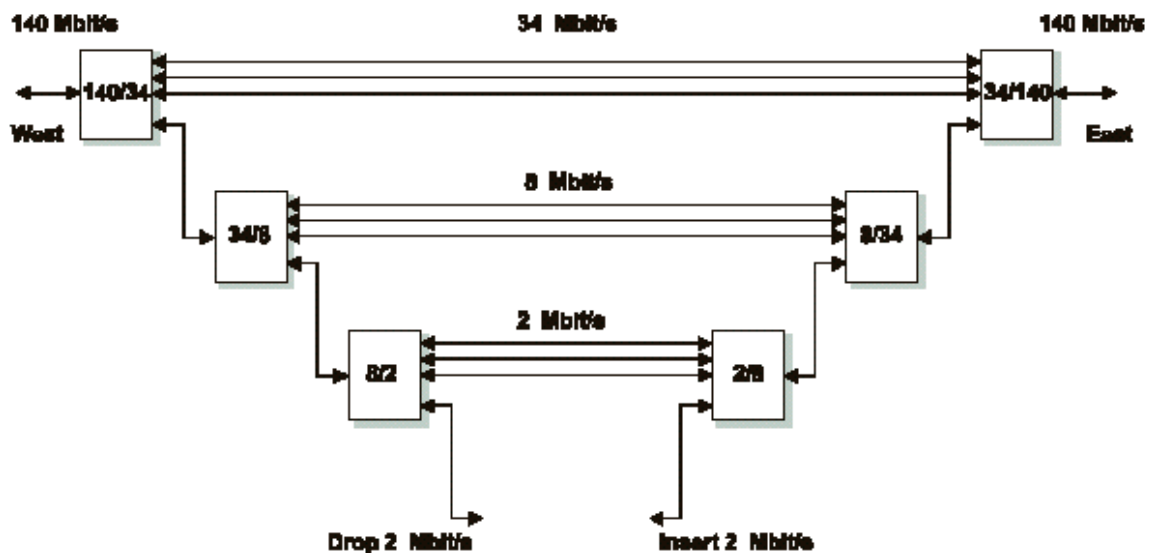 140 Mbit/s 34 Mbit/s 140 Mbit/s
140/34 34/140
West East
8 Mbit/s
34/8 8/34
2 Mbit/s
8/2 2/8
Drop 2 Mbit/s Insert 2 Mbit/s